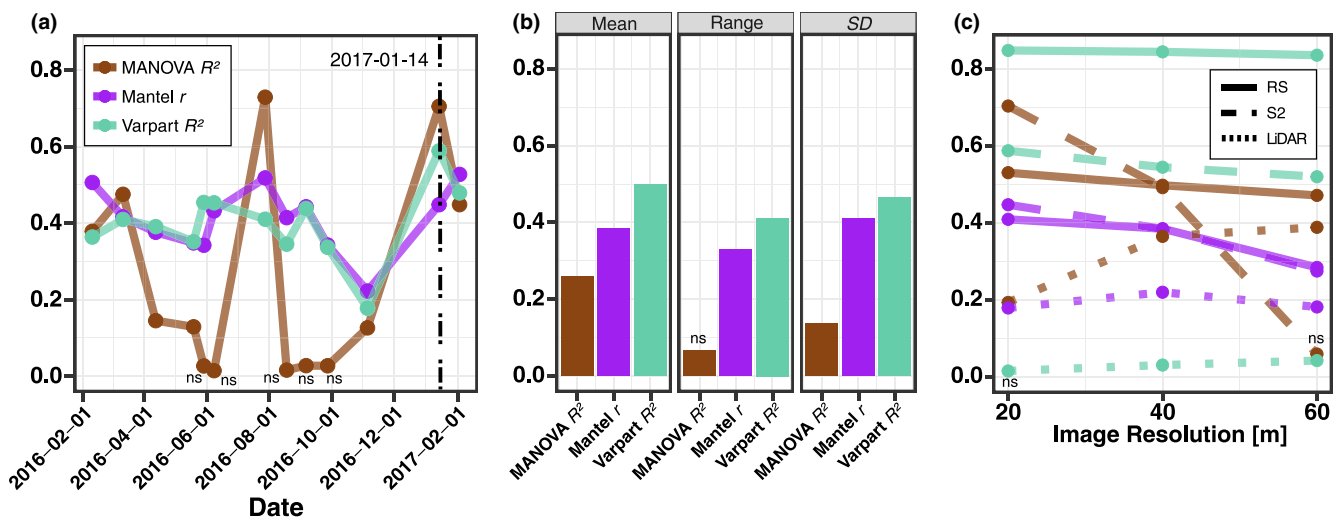 (a)
0.8
0.6
0.4
0.2
0.0
MANOVA R²
Mantel r
Varpart R²
2017-01-14
ns
ns
ns
ns
ns
2016−02−01
2016−04−01
2016−06−01
2016−08−01
2016−10−01
2016−12−01
2017−02−01
Date
(b)
Mean
Range
SD
0.8
0.6
0.4
0.2
0.0
ns
MANOVA R²
Mantel r
Varpart R²
MANOVA R²
Mantel r
Varpart R²
MANOVA R²
Mantel r
Varpart R²
(c)
0.8
0.6
0.4
0.2
0.0
RS
S2
LiDAR
ns
ns
20
40
60
Image Resolution [m]